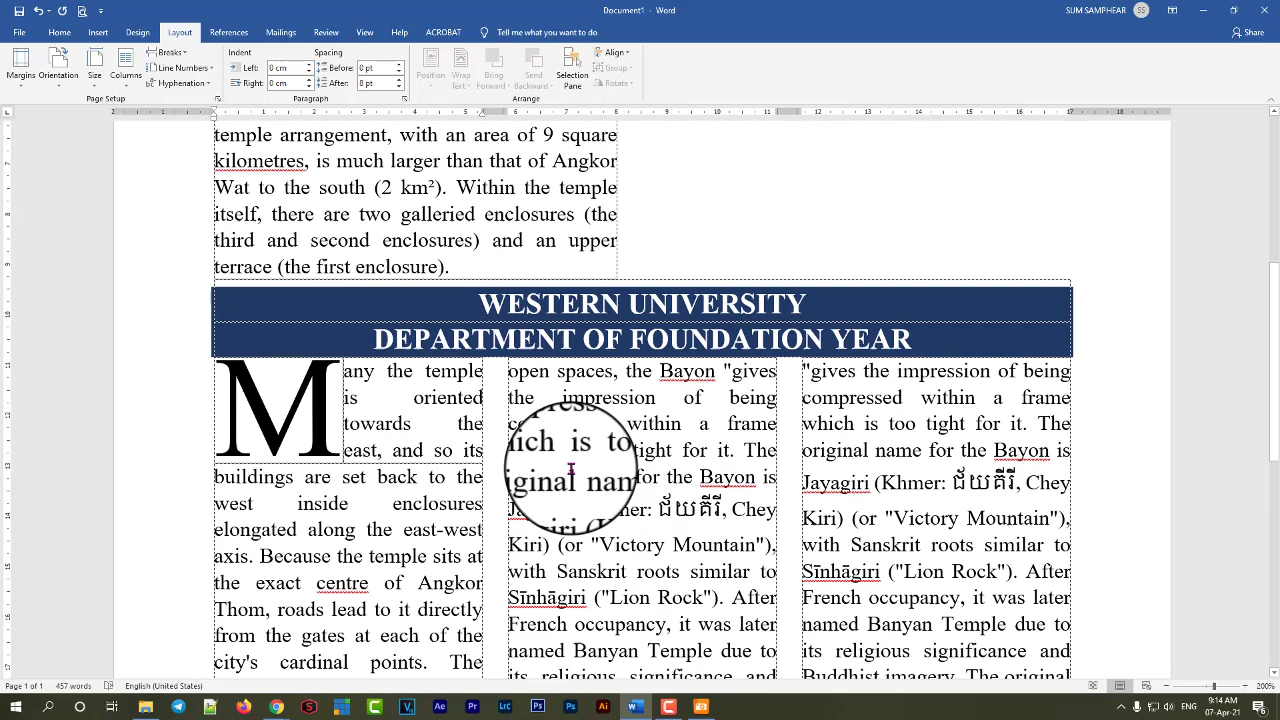 Document1 - Word
SUM SAMPHEAR
SS
File
Home
Insert
Design
Layout
References
Mailings
Review
View
Help
ACROBAT
Tell me what you want to do
Share
Margins
Orientation
Size
Columns
Breaks
Line Numbers
Hyphenation
Page Setup
Indent
Left:
0 cm
Right:
0 cm
Spacing
Before:
0 pt
After:
8 pt
Paragraph
Position
Wrap Text
Bring Forward
Send Backward
Selection Pane
Align
Group
Rotate
Arrange
temple arrangement, with an area of 9 square
kilometres, is much larger than that of Angkor
Wat to the south (2 km²). Within the temple
itself, there are two galleried enclosures (the
third and second enclosures) and an upper
terrace (the first enclosure).
WESTERN UNIVERSITY
DEPARTMENT OF FOUNDATION YEAR
Many the temple
is oriented
towards the
east, and so its
buildings are set back to the
west inside enclosures
elongated along the east-west
axis. Because the temple sits at
the exact centre of Angkor
Thom, roads lead to it directly
from the gates at each of the
city's cardinal points. The
open spaces, the Bayon "gives
the impression of being
within a frame
hich is to tight for it. The
iginal nam for the Bayon is
mer: ជ័យគីរី, Chey
Kiri) (or "Victory Mountain"),
with Sanskrit roots similar to
Sīnhāgiri ("Lion Rock"). After
French occupancy, it was later
named Banyan Temple due to
its religious significance and
"gives the impression of being
compressed within a frame
which is too tight for it. The
original name for the Bayon is
Jayagiri (Khmer: ជ័យគីរី, Chey
Kiri) (or "Victory Mountain"),
with Sanskrit roots similar to
Sīnhāgiri ("Lion Rock"). After
French occupancy, it was later
named Banyan Temple due to
its religious significance and
Buddhist imagery. The original
Page 1 of 1
457 words
English (United States)
200%
9:14 AM
07-Apr-21